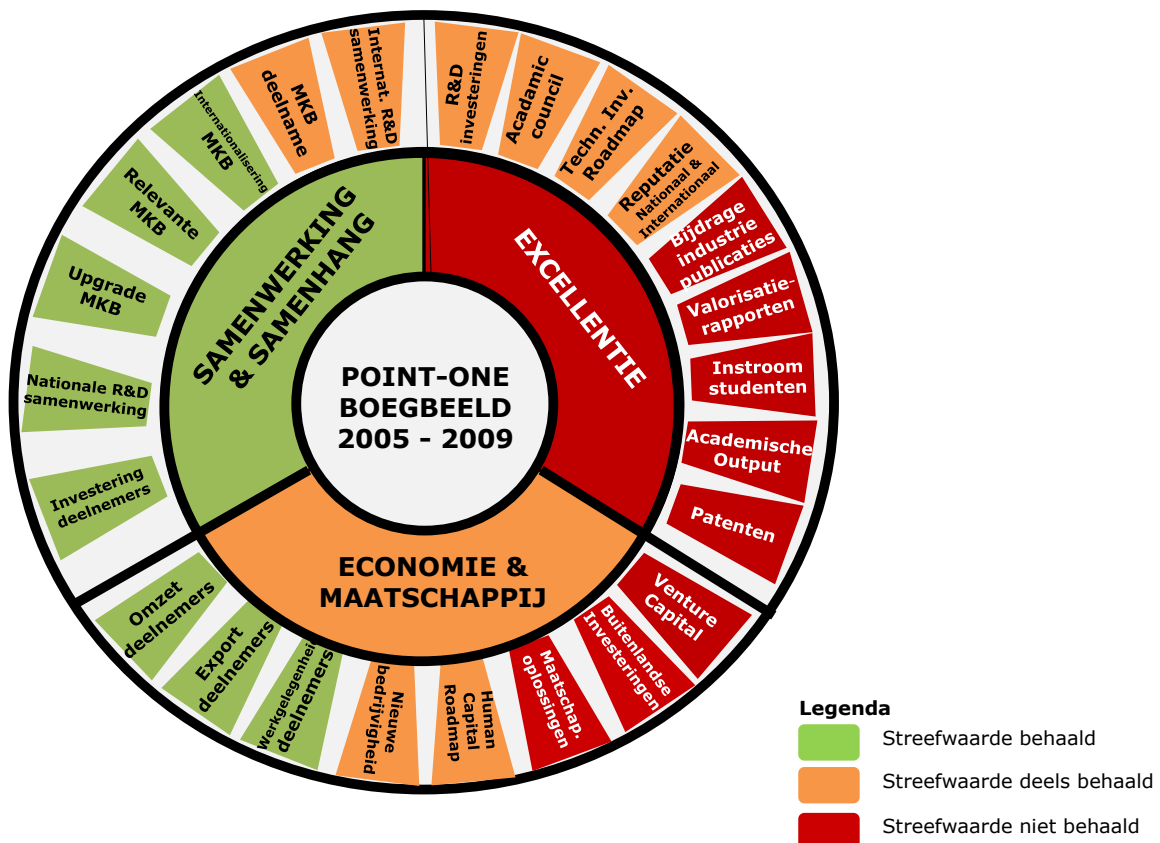 POINT-ONE
BOEGBEELD
2005 - 2009
SAMENWERKING
& SAMENHANG
EXCELLENTIE
ECONOMIE &
MAATSCHAPPIJ
R&D
investeringen
Acadamic
council
Techn. Inv.
Roadmap
Reputatie
Nationaal &
Internationaal
Bijdrage
industrie
publicaties
Valorisatie-
rapporten
Instroom
studenten
Academische
Output
Patenten
Venture
Capital
Buitenlandse
Investeringen
Maatschap.
oplossingen
Human
Capital
Roadmap
Nieuwe
bedrijvigheid
Werkgelegenheid
deelnemers
Export
deelnemers
Omzet
deelnemers
Investering
deelnemers
Nationale R&D
samenwerking
Upgrade
MKB
Relevante
MKB
Internationalisering
MKB
MKB
deelname
Internat. R&D
samenwerking
Legenda
Streefwaarde behaald
Streefwaarde deels behaald
Streefwaarde niet behaald